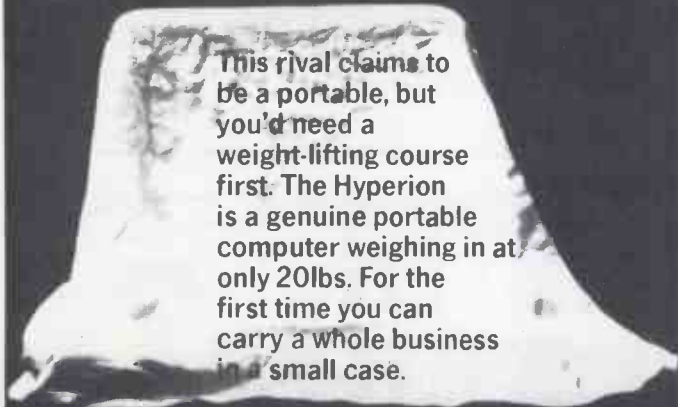 This rival claims to
be a portable, but
you'd need a
weight-lifting course
first. The Hyperion
is a genuine portable
computer weighing in at
only 20lbs. For the
first time you can
carry a whole business
in a small case.